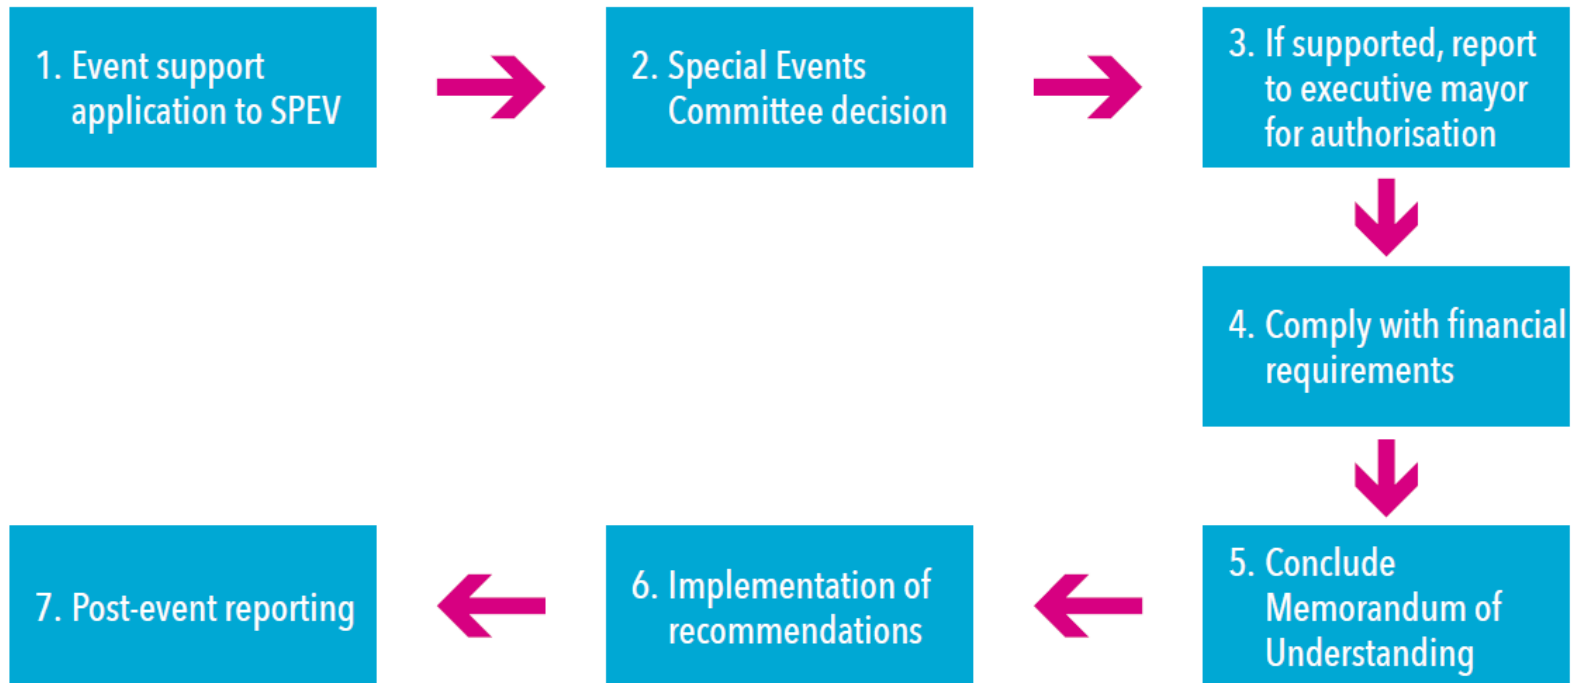 1. Event support
application to SPEV
2. Special Events
Committee decision
3. If supported, report
to executive mayor
for authorisation
4. Comply with financial
requirements
5. Conclude
Memorandum of
Understanding
6. Implementation of
recommendations
7. Post-event reporting